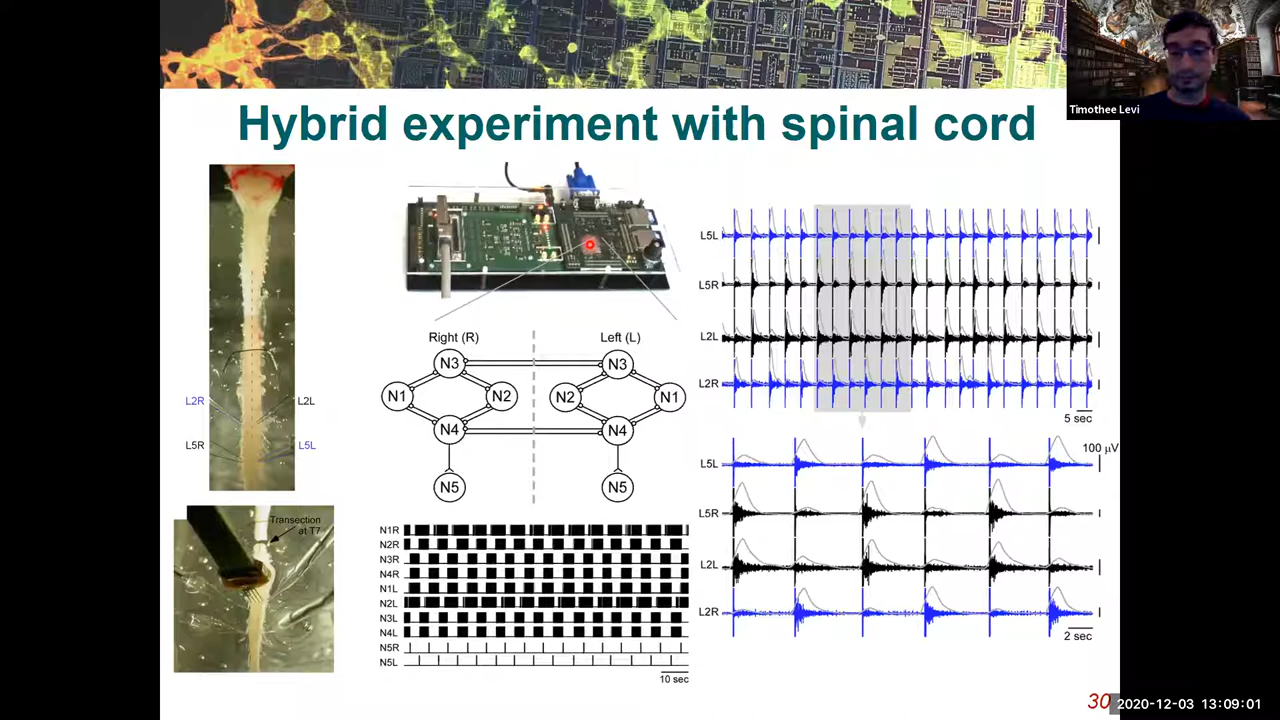 Timothee Levi
Hybrid experiment with spinal cord
L2R
L2L
L5R
L5L
Transection
at T7
Right (R)
Left (L)
N3
N3
N1
N2
N2
N1
N4
N4
N5
N5
N1R
N2R
N3R
N4R
N1L
N2L
N3L
N4L
N5R
N5L
10 sec
L5L
L5R
L2L
L2R
5 sec
100 µV
L5L
L5R
L2L
L2R
2 sec
30
2020-12-03 13:09:01